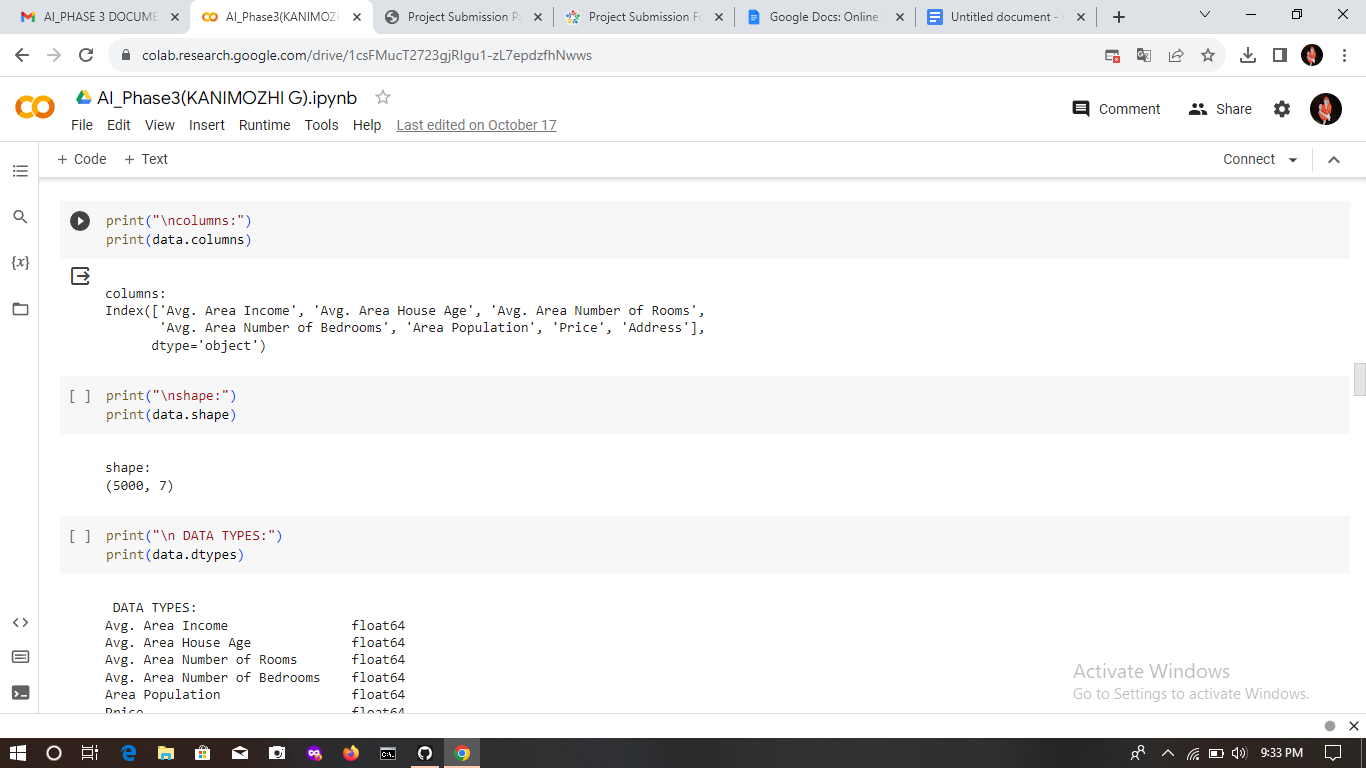 AI_PHASE 3 DOCUME
AI_Phase3(KANIMOZH
Project Submission Pa
Project Submission Fo
Google Docs: Online
Untitled document -
colab.research.google.com/drive/1csFMucT2723gjRIgu1-zL7epdzfhNwws
AI_Phase3(KANIMOZHI G).ipynb
Comment
Share
File Edit View Insert Runtime Tools Help Last edited on October 17
+ Code + Text
Connect
print("\ncolumns:")
print(data.columns)
{x}
columns:
Index(['Avg. Area Income', 'Avg. Area House Age', 'Avg. Area Number of Rooms',
'Avg. Area Number of Bedrooms', 'Area Population', 'Price', 'Address'],
dtype='object')
[ ] print("\nshape:")
print(data.shape)
shape:
(5000, 7)
[ ] print("\n DATA TYPES:")
print(data.dtypes)
DATA TYPES:
Avg. Area Income float64
Avg. Area House Age float64
Avg. Area Number of Rooms float64
Avg. Area Number of Bedrooms float64
Area Population float64
Price float64
Activate Windows
Go to Settings to activate Windows.
9:33 PM